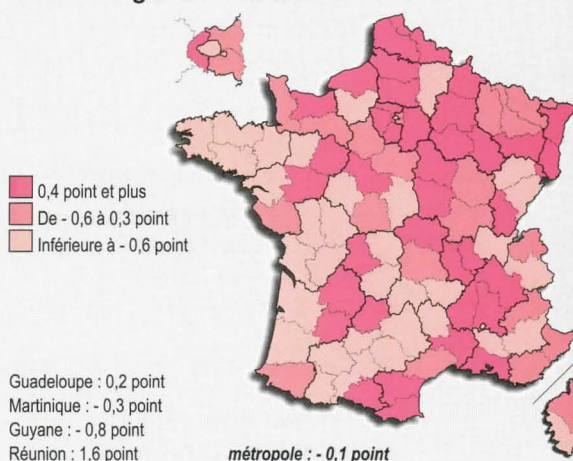 0,4 point et plus
De - 0,6 à 0,3 point
Inférieure à - 0,6 point
Guadeloupe : 0,2 point
Martinique : - 0,3 point
Guyane : - 0,8 point
Réunion : 1,6 point
métropole : - 0,1 point